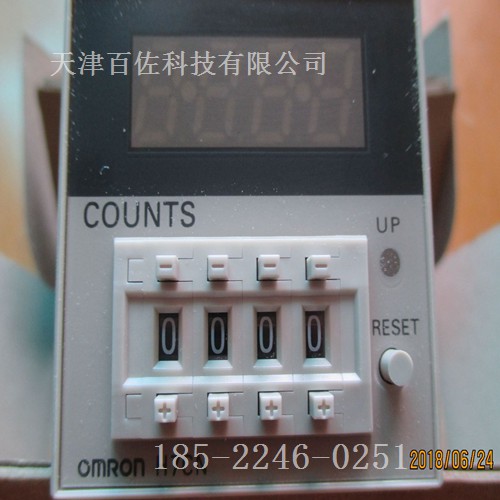 天津百佐科技有限公司
COUNTS
UP
- - - -
0 0 0 0
RESET
+ + + +
185-2246-0251
2018/06/24
OMRON H7CN